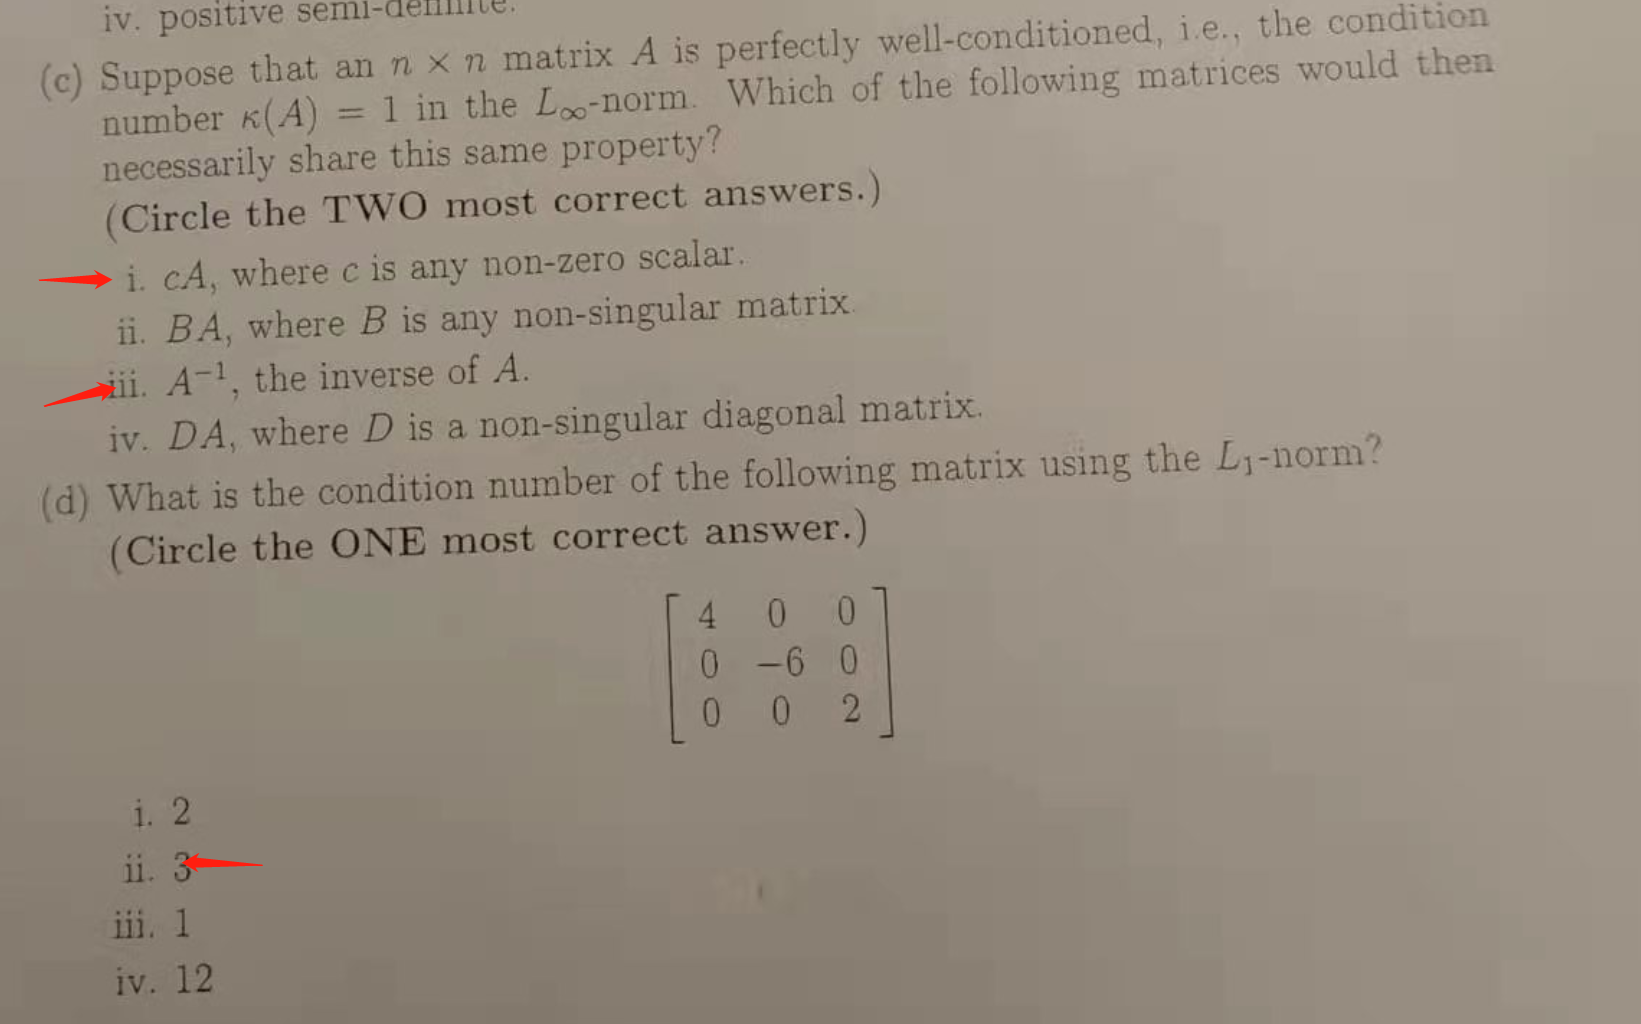 iv. positive semi-definite.
(c) Suppose that an n × n matrix A is perfectly well-conditioned, i.e., the condition
number κ(A) = 1 in the L∞-norm. Which of the following matrices would then
necessarily share this same property?
(Circle the TWO most correct answers.)
i. cA, where c is any non-zero scalar.
ii. BA, where B is any non-singular matrix.
iii. A⁻¹, the inverse of A.
iv. DA, where D is a non-singular diagonal matrix.
(d) What is the condition number of the following matrix using the L₁-norm?
(Circle the ONE most correct answer.)
4 0 0
0 −6 0
0 0 2
i. 2
ii. 3
iii. 1
iv. 12